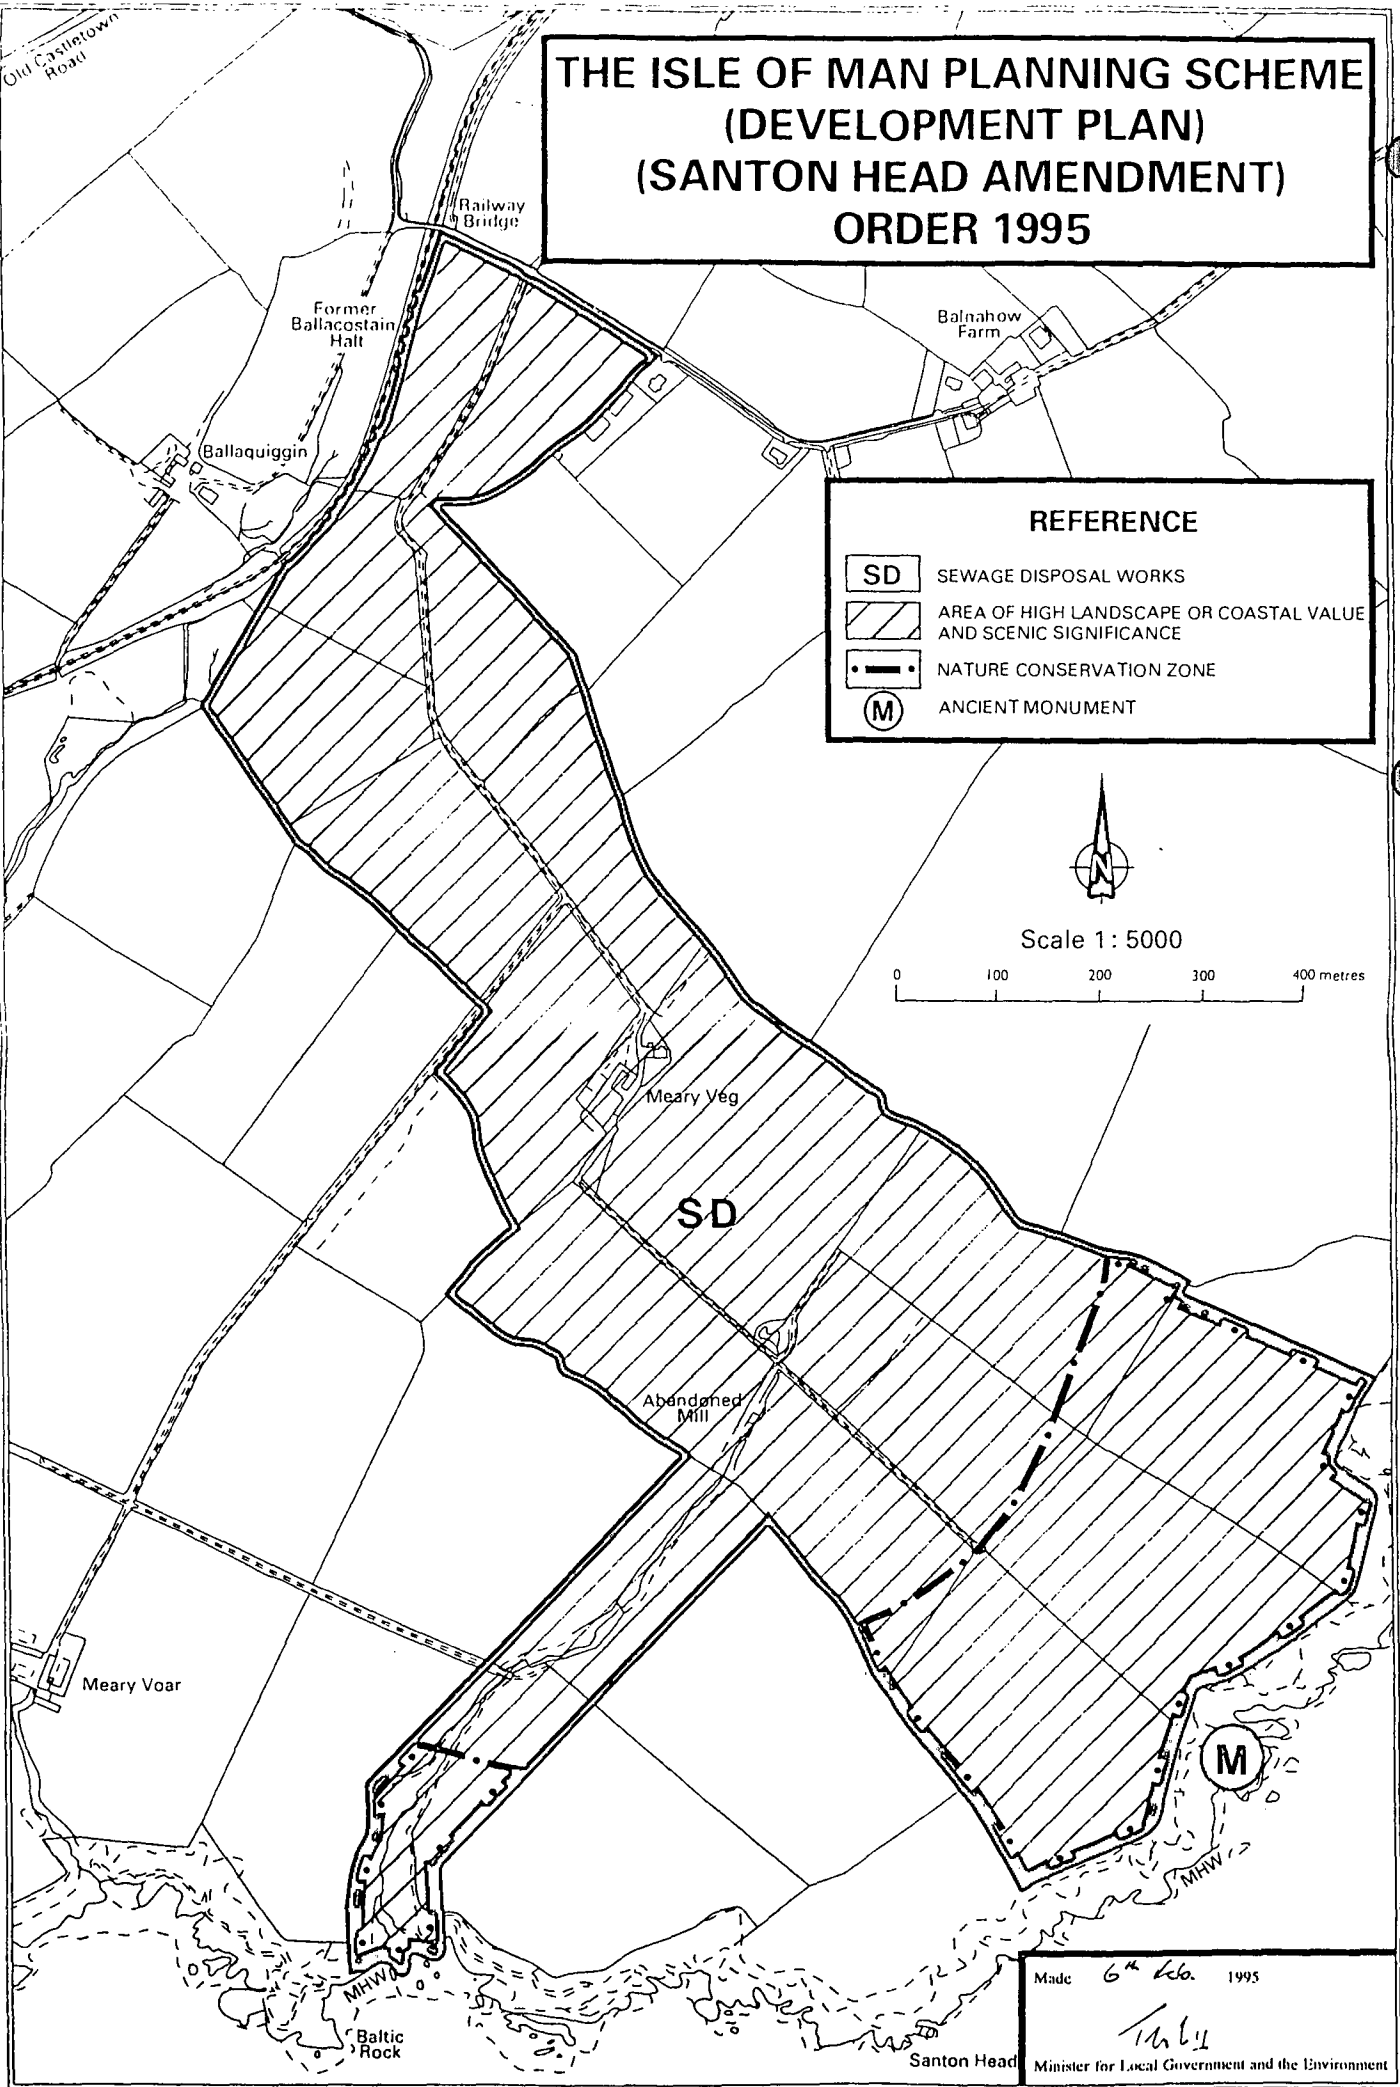 Old Castletown
Road
THE ISLE OF MAN PLANNING SCHEME
(DEVELOPMENT PLAN)
(SANTON HEAD AMENDMENT)
ORDER 1995
Railway
Bridge
Former
Ballacostain
Halt
Balnahow
Farm
Ballaquiggin
REFERENCE
SD SEWAGE DISPOSAL WORKS
AREA OF HIGH LANDSCAPE OR COASTAL VALUE
AND SCENIC SIGNIFICANCE
NATURE CONSERVATION ZONE
M ANCIENT MONUMENT
N
Scale 1 : 5000
0 100 200 300 400 metres
Meary Veg
SD
Abandoned
Mill
Meary Voar
M
MHW
MHW
Baltic
Rock
Santon Head
Made 6th Feb. 1995
Minister for Local Government and the Environment